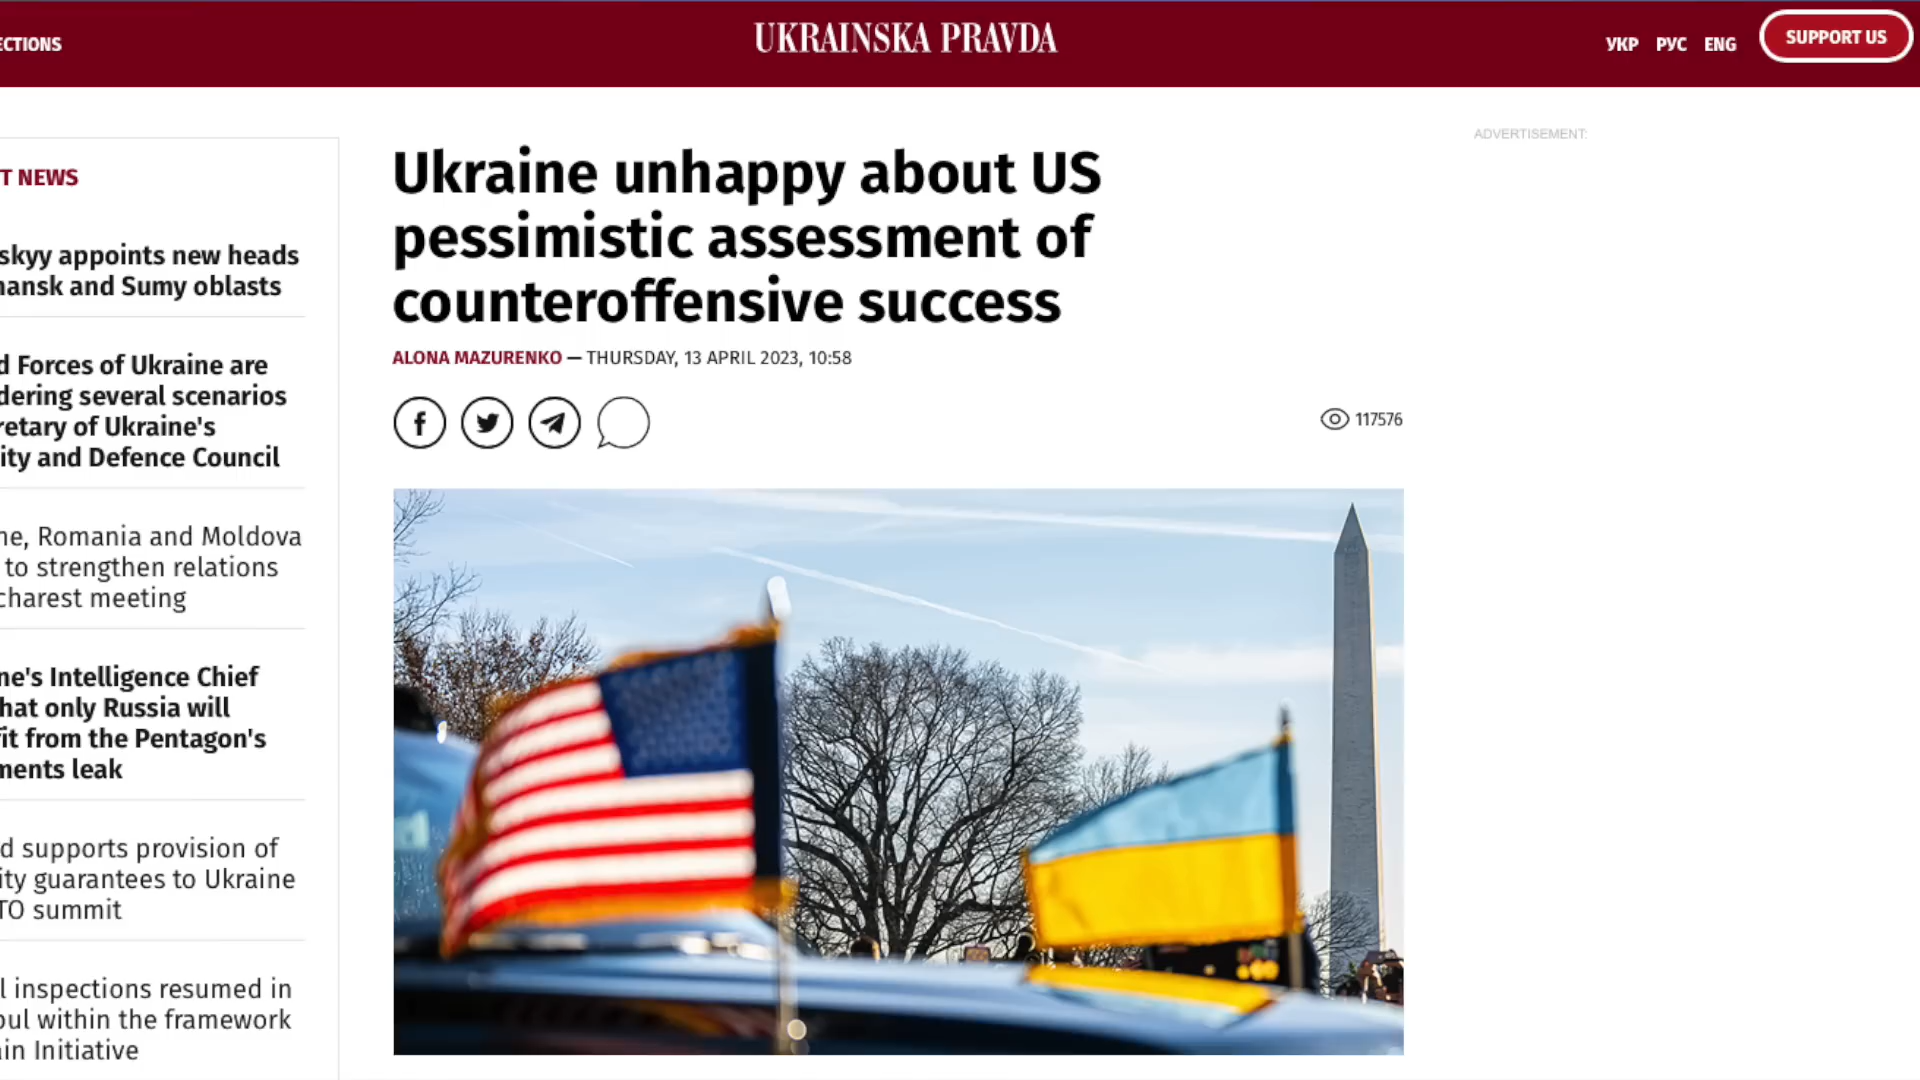 ECTIONS
UKRAINSKA PRAVDA
УКР РУС ENG
SUPPORT US
T NEWS
skyy appoints new heads
hansk and Sumy oblasts
d Forces of Ukraine are
dering several scenarios
retary of Ukraine's
ity and Defence Council
ne, Romania and Moldova
to strengthen relations
charest meeting
ne's Intelligence Chief
hat only Russia will
fit from the Pentagon's
ments leak
d supports provision of
ity guarantees to Ukraine
TO summit
l inspections resumed in
bul within the framework
ain Initiative
Ukraine unhappy about US
pessimistic assessment of
counteroffensive success
ALONA MAZURENKO — THURSDAY, 13 APRIL 2023, 10:58
117576
ADVERTISEMENT: